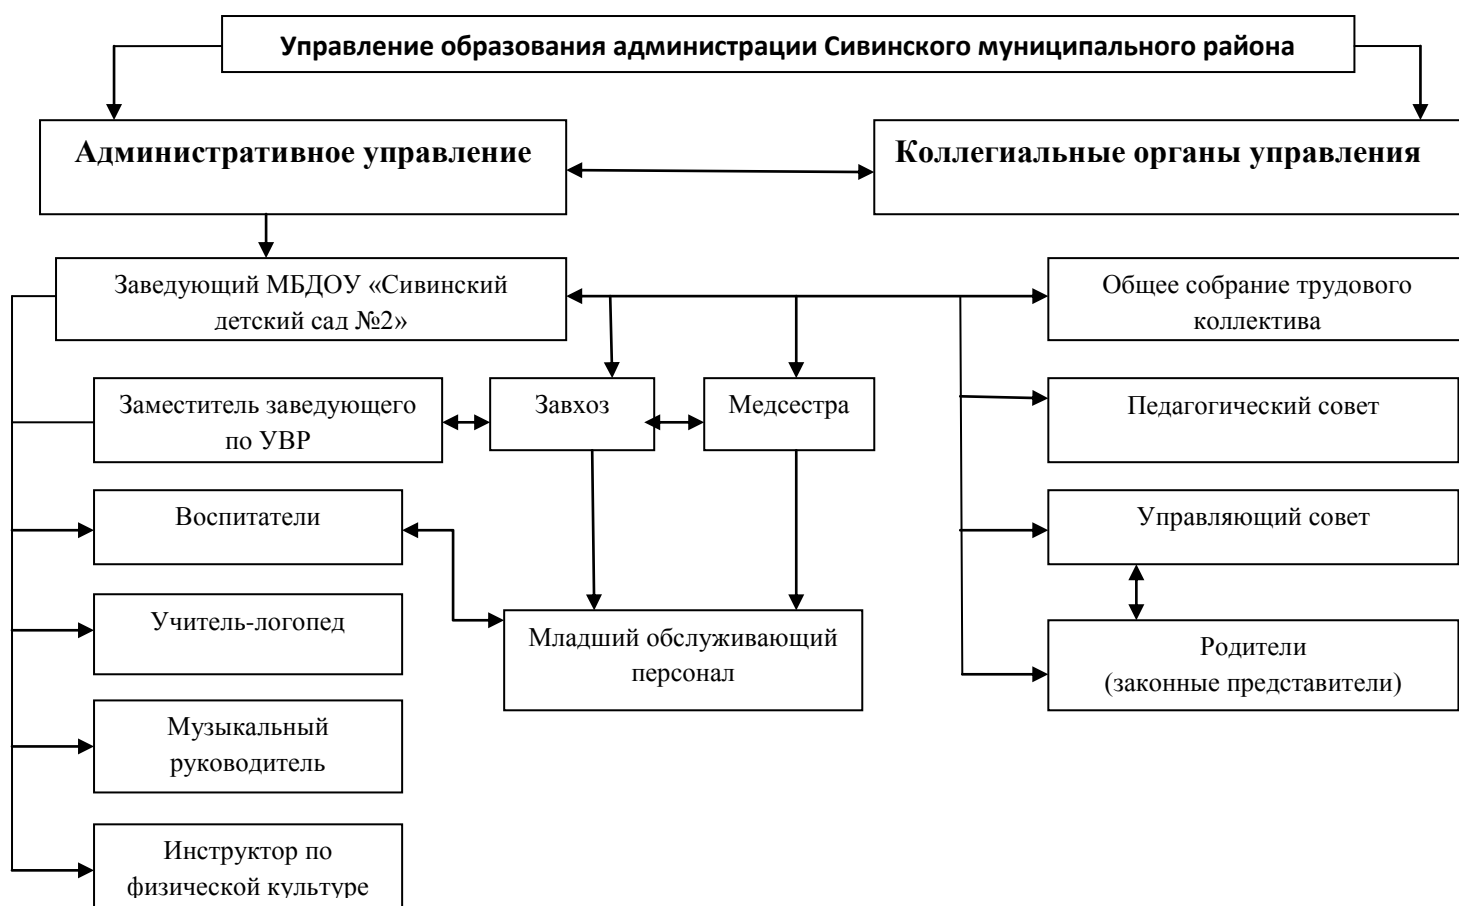 Управление образования администрации Сивинского муниципального района
Административное управление
Коллегиальные органы управления
Заведующий МБДОУ «Сивинский
детский сад №2»
Общее собрание трудового
коллектива
Заместитель заведующего
по УВР
Завхоз
Медсестра
Педагогический совет
Воспитатели
Управляющий совет
Учитель-логопед
Младший обслуживающий
персонал
Родители
(законные представители)
Музыкальный
руководитель
Инструктор по
физической культуре